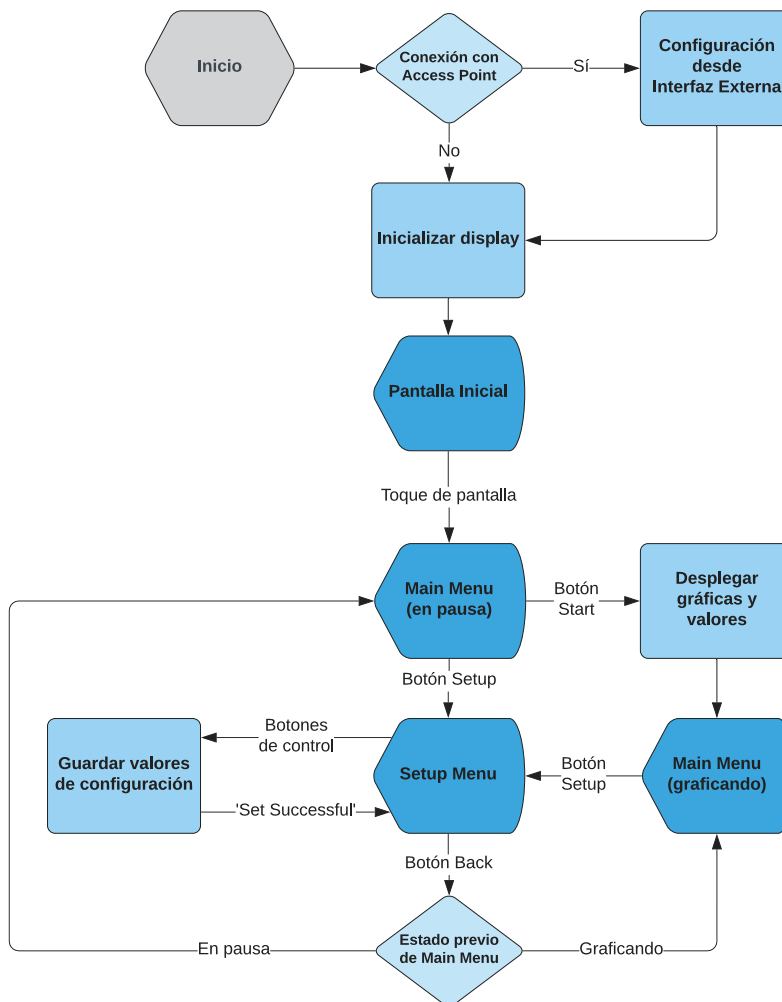 Inicio
Conexión con
Access Point
Sí
Configuración
desde
Interfaz Externa
No
Inicializar display
Pantalla Inicial
Toque de pantalla
Main Menu
(en pausa)
Botón
Start
Desplegar
gráficas y
valores
Botón Setup
Guardar valores
de configuración
Botones
de control
'Set Successful'
Setup Menu
Botón
Setup
Main Menu
(graficando)
Botón Back
En pausa
Estado previo
de Main Menu
Graficando